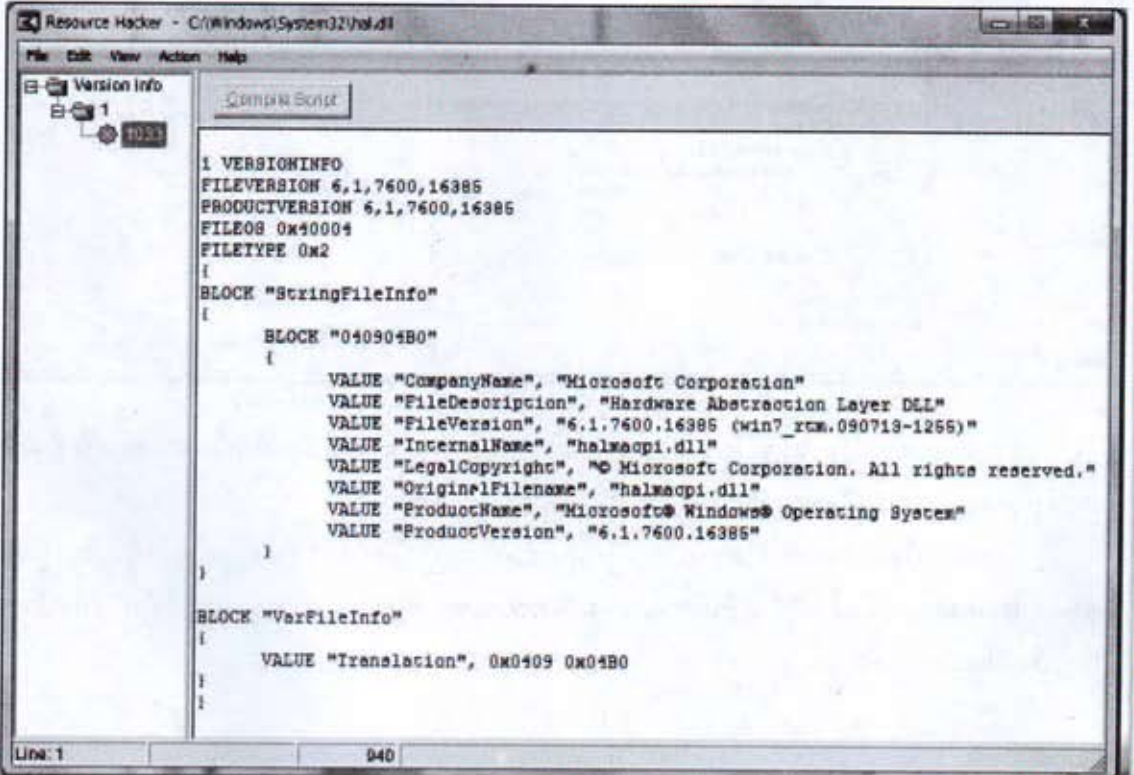 Resource Hacker - C:\Windows\System32\hal.dll
File Edit View Action Help
Version Info
1
1033
Compile Script
1 VERSIONINFO
FILEVERSION 6,1,7600,16385
PRODUCTVERSION 6,1,7600,16385
FILEOS 0x40004
FILETYPE 0x2
{
BLOCK "StringFileInfo"
{
BLOCK "040904B0"
{
VALUE "CompanyName", "Microsoft Corporation"
VALUE "FileDescription", "Hardware Abstraction Layer DLL"
VALUE "FileVersion", "6.1.7600.16385 (win7_rtm.090713-1255)"
VALUE "InternalName", "halmacpi.dll"
VALUE "LegalCopyright", "© Microsoft Corporation. All rights reserved."
VALUE "OriginalFilename", "halmacpi.dll"
VALUE "ProductName", "Microsoft® Windows® Operating System"
VALUE "ProductVersion", "6.1.7600.16385"
}
}
BLOCK "VarFileInfo"
{
VALUE "Translation", 0x0409 0x04B0
}
}
Line: 1 940